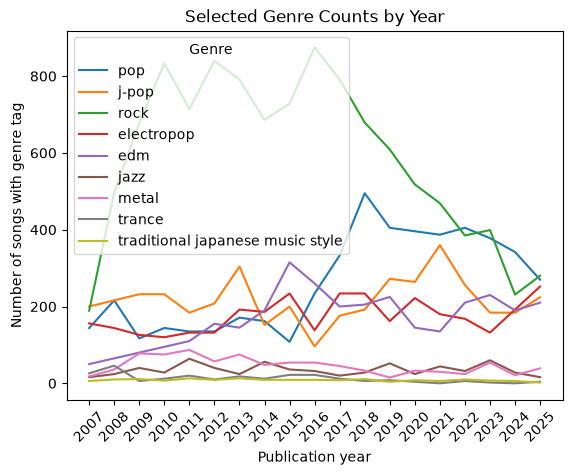 Selected Genre Counts by Year
Genre
pop
j-pop
rock
electropop
edm
jazz
metal
trance
traditional japanese music style
Number of songs with genre tag
800
600
400
200
0
2007
2008
2009
2010
2011
2012
2013
2014
2015
2016
2017
2018
2019
2020
2021
2022
2023
2024
2025
Publication year